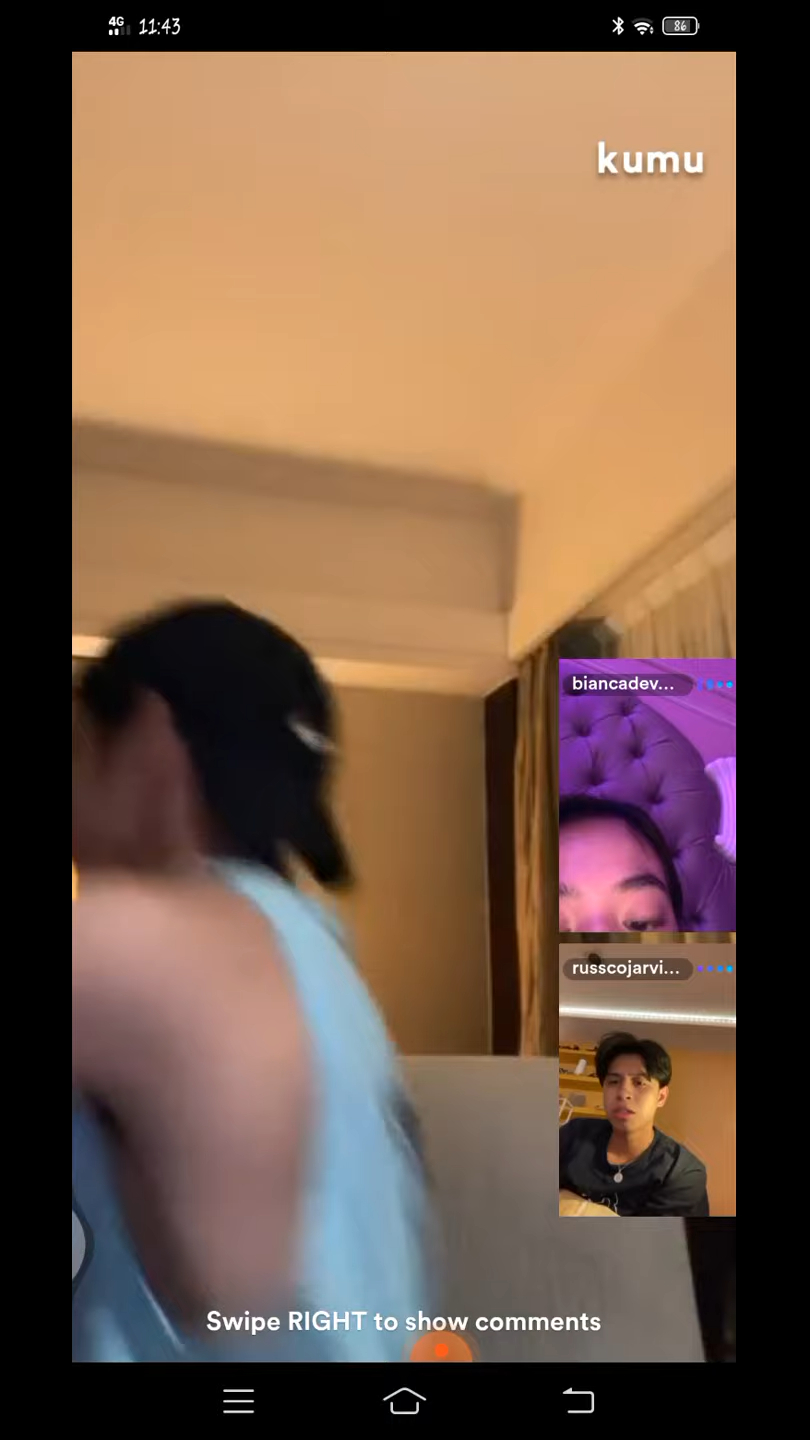 4G 11:43 86
kumu
biancadev...
russcojarvi...
Swipe RIGHT to show comments